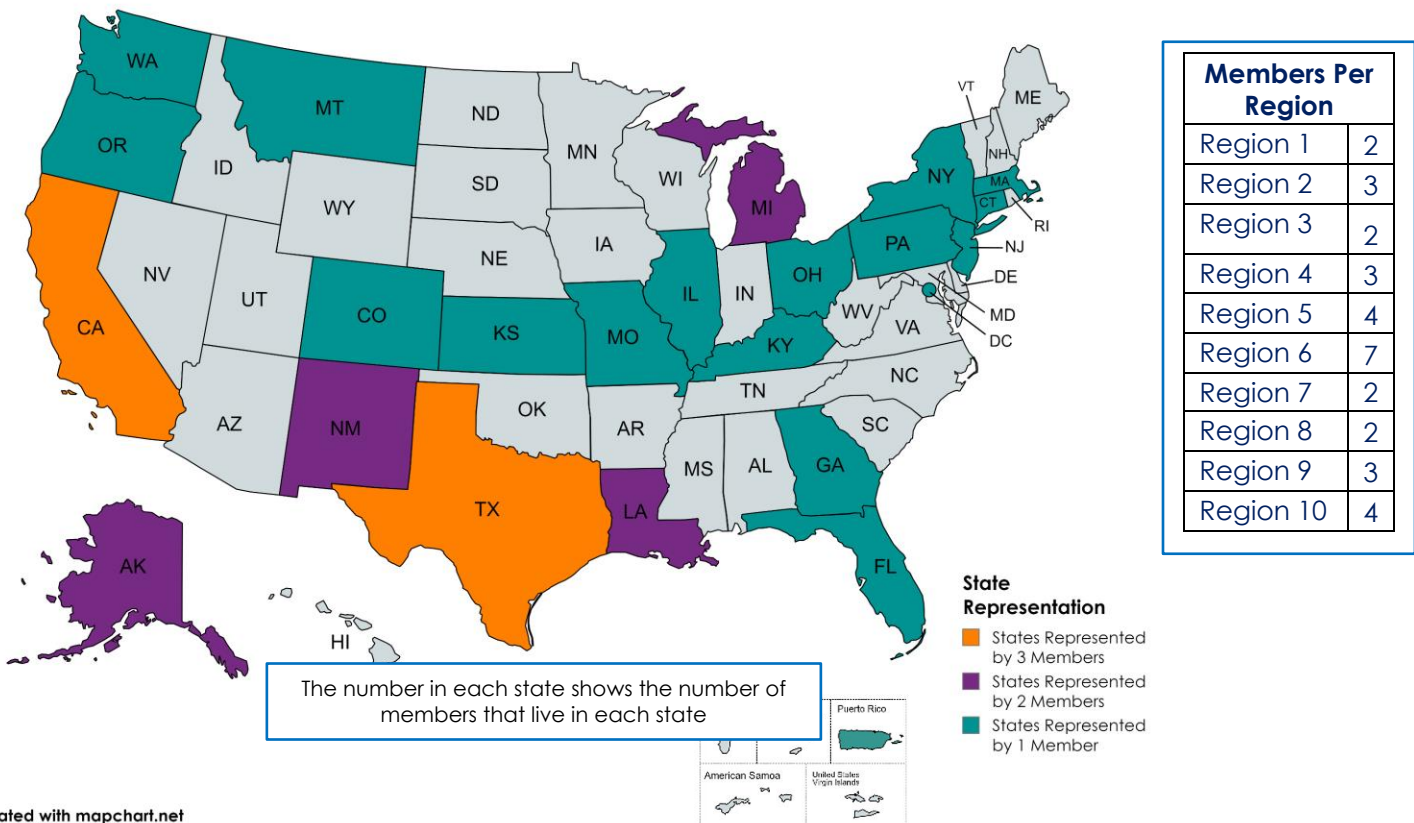 WA
MT
ND
OR
ID
WY
SD
MN
WI
MI
VT
ME
NH
NY
MA
CT
RI
NV
UT
NE
IA
PA
NJ
CA
CO
KS
MO
IL
IN
OH
DE
WV
MD
VA
DC
KY
AZ
NM
OK
AR
TN
NC
SC
MS
AL
GA
TX
LA
FL
AK
HI
Members Per
Region
Region 1 2
Region 2 3
Region 3 2
Region 4 3
Region 5 4
Region 6 7
Region 7 2
Region 8 2
Region 9 3
Region 10 4
State
Representation
States Represented
by 3 Members
States Represented
by 2 Members
States Represented
by 1 Member
The number in each state shows the number of
members that live in each state
Puerto Rico
American Samoa
United States
Virgin Islands
ated with mapchart.net